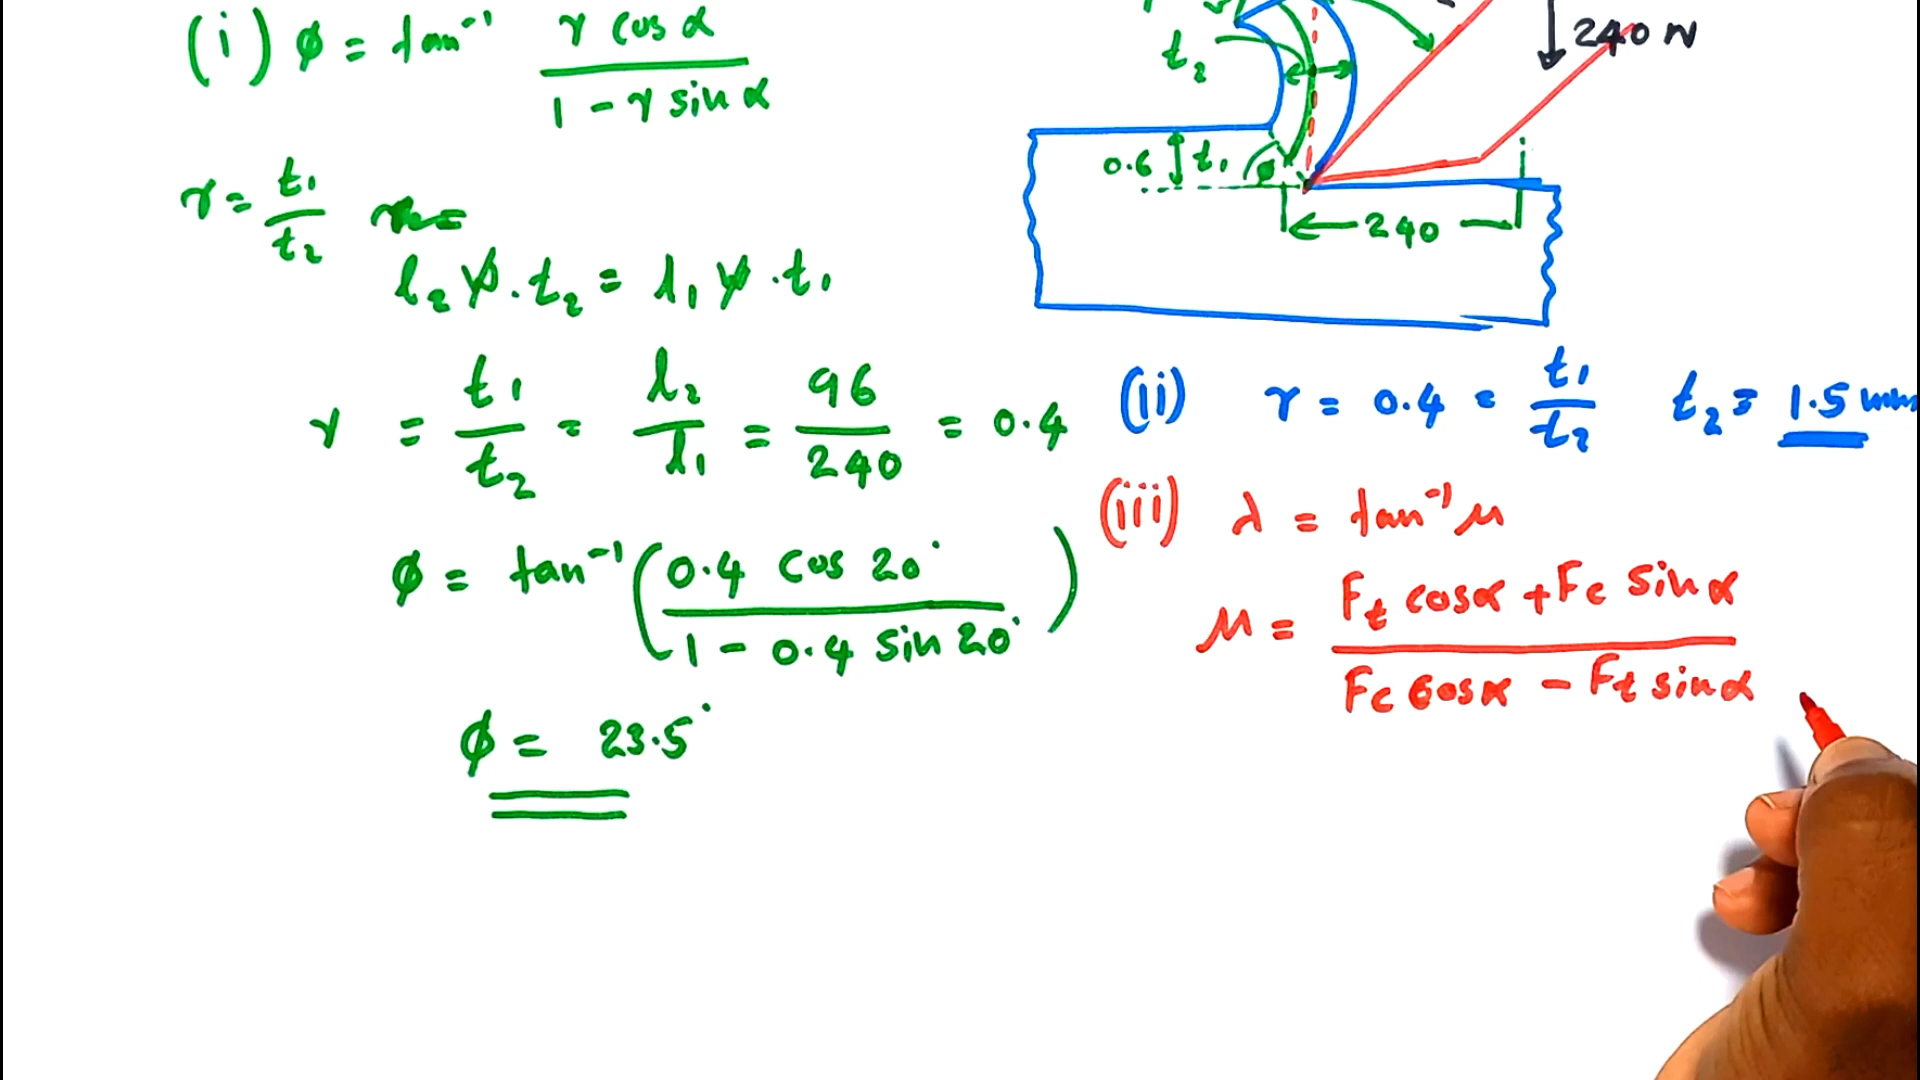 (i) φ = tan⁻¹ r cos α / 1 - r sin α
r = t₁ / t₂
l₂ b . t₂ = l₁ b . t₁
r = t₁ / t₂ = l₂ / l₁ = 96 / 240 = 0.4
φ = tan⁻¹ ( 0.4 cos 20° / 1 - 0.4 sin 20° )
φ = 23.5°
t₂
240 N
0.6 t₁ φ
240
(ii) r = 0.4 = t₁ / t₂ t₂ = 1.5 mm
(iii) λ = tan⁻¹ μ
μ = Ft cos α + Fc sin α / Fc cos α - Ft sin α